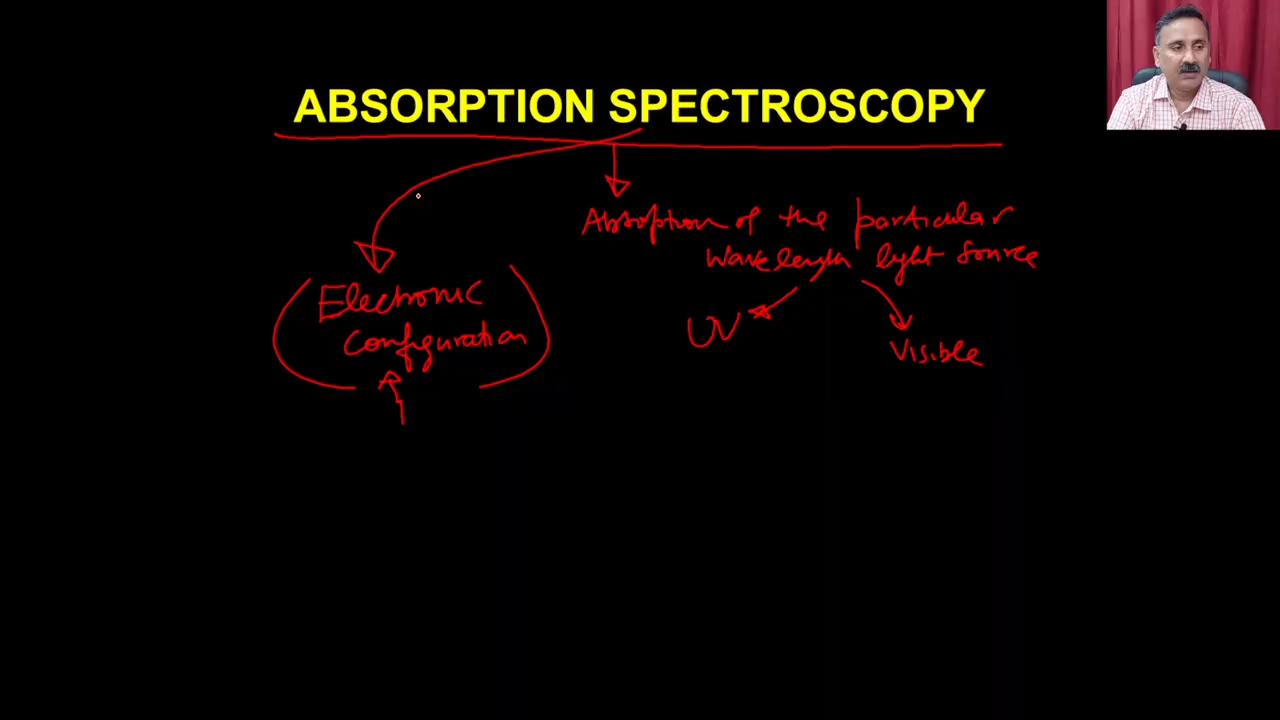 ABSORPTION SPECTROSCOPY
Absorption of the particular
wavelength light source
Electronic
configuration
UV
Visible